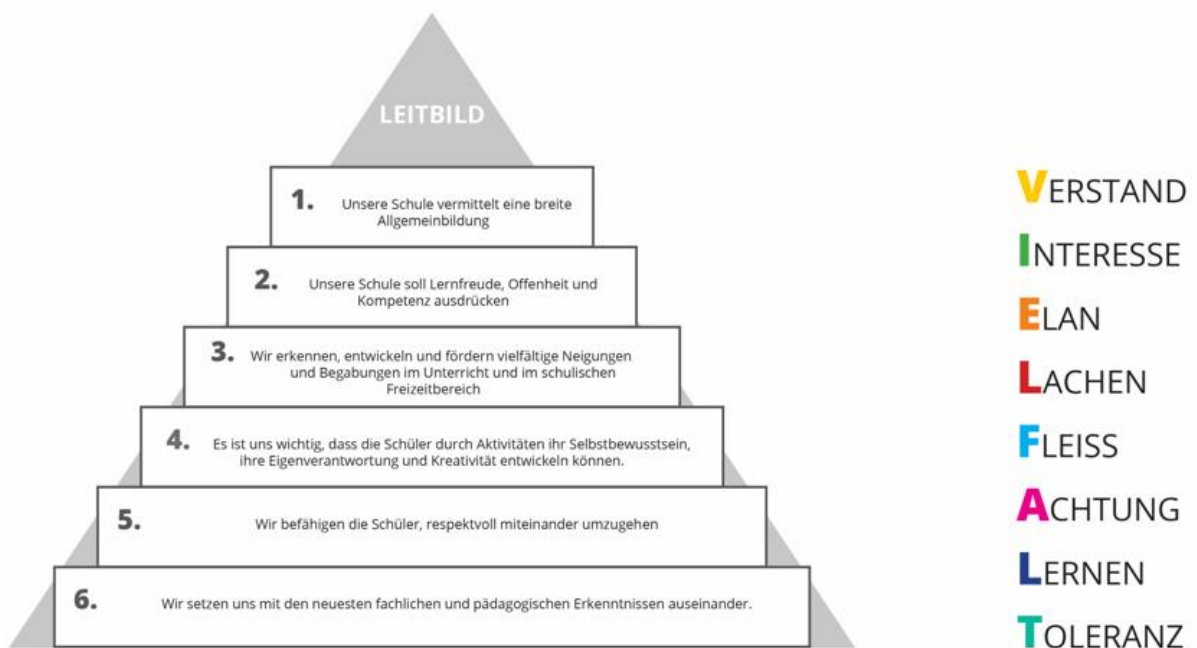 LEITBILD
1. Unsere Schule vermittelt eine breite
Allgemeinbildung
2. Unsere Schule soll Lernfreude, Offenheit und
Kompetenz ausdrücken
3. Wir erkennen, entwickeln und fördern vielfältige Neigungen
und Begabungen im Unterricht und im schulischen
Freizeitbereich
4. Es ist uns wichtig, dass die Schüler durch Aktivitäten ihr Selbstbewusstsein,
ihre Eigenverantwortung und Kreativität entwickeln können.
5. Wir befähigen die Schüler, respektvoll miteinander umzugehen
6. Wir setzen uns mit den neuesten fachlichen und pädagogischen Erkenntnissen auseinander.
VERSTAND
INTERESSE
ELAN
LACHEN
FLEISS
ACHTUNG
LERNEN
TOLERANZ